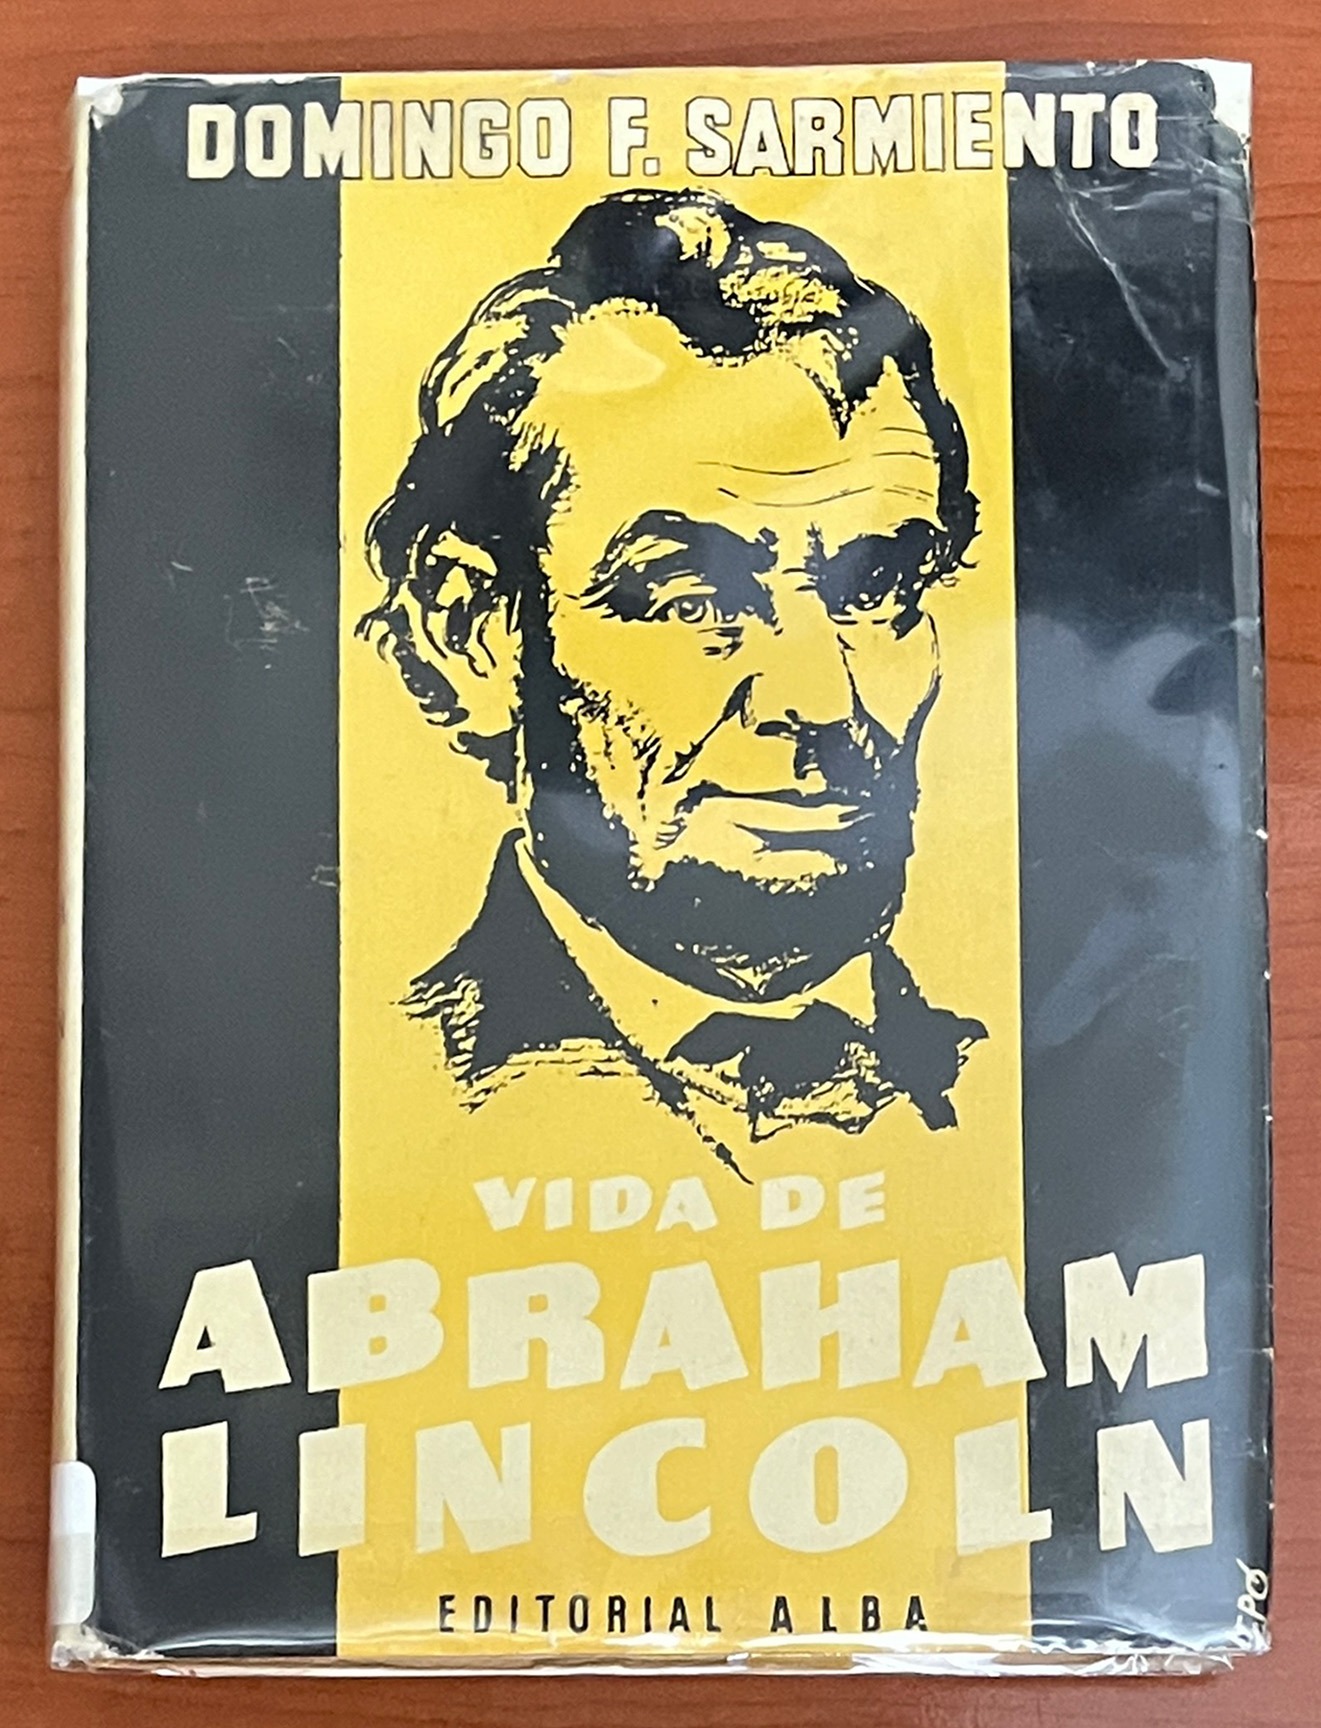 DOMINGO F. SARMIENTO
VIDA DE
ABRAHAM
LINCOLN
EDITORIAL ALBA